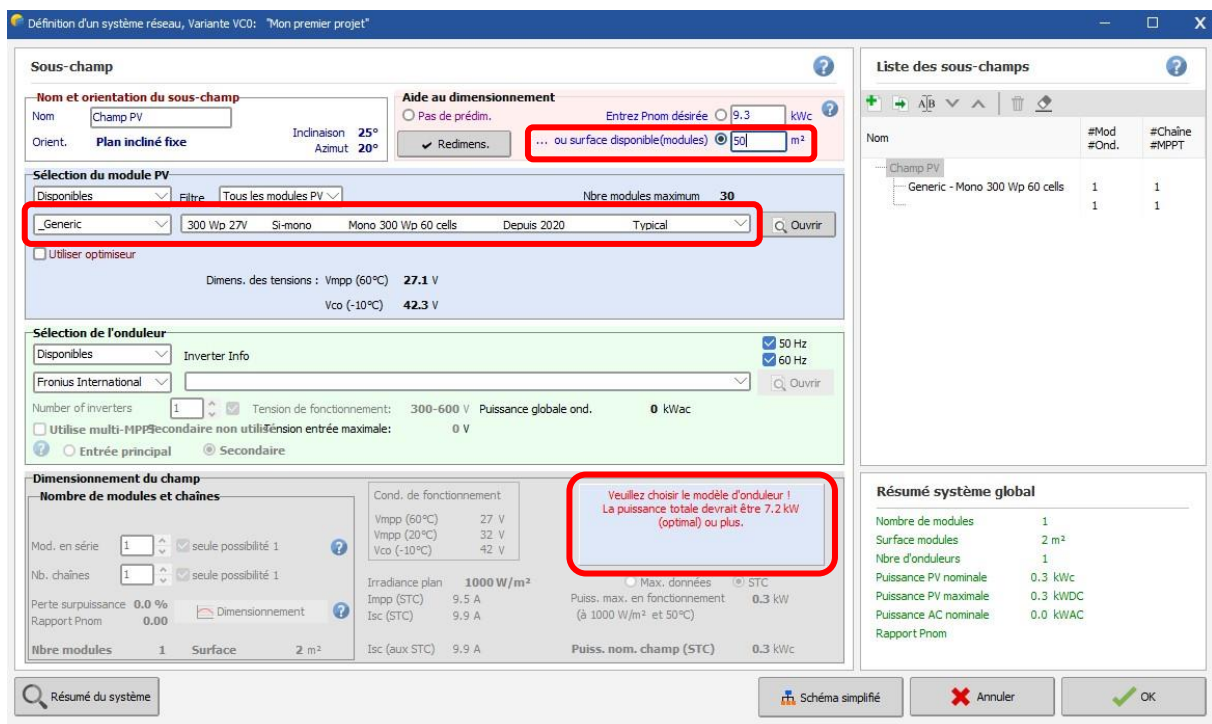 Définition d'un système réseau, Variante VC0: "Mon premier projet"
Sous-champ
Nom et orientation du sous-champ
Nom Champ PV
Orient. Plan incliné fixe
Inclinaison 25°
Azimut 20°
Aide au dimensionnement
Pas de prédim.
Entrez Pnom désirée 9.3 kWc
Redimens.
... ou surface disponible(modules) 50 m²
Sélection du module PV
Disponibles Filtre Tous les modules PV Nbre modules maximum 30
_Generic 300 Wp 27V Si-mono Mono 300 Wp 60 cells Depuis 2020 Typical Ouvrir
Utiliser optimiseur
Dimens. des tensions : Vmpp (60°C) 27.1 V
Vco (-10°C) 42.3 V
Sélection de l'onduleur
Disponibles Inverter Info
50 Hz
60 Hz
Fronius International Ouvrir
Number of inverters 1 Tension de fonctionnement: 300-600 V Puissance globale ond. 0 kWac
Utilise multi-MPPT Secondaire non utilisé Tension entrée maximale: 0 V
Entrée principal Secondaire
Dimensionnement du champ
Nombre de modules et chaînes
Mod. en série 1 seule possibilité 1
Nb. chaînes 1 seule possibilité 1
Perte surpuissance 0.0 %
Rapport Pnom 0.00
Dimensionnement
Nbre modules 1 Surface 2 m²
Cond. de fonctionnement
Vmpp (60°C) 27 V
Vmpp (20°C) 32 V
Vco (-10°C) 42 V
Veuillez choisir le modèle d'onduleur !
La puissance totale devrait être 7.2 kW
(optimal) ou plus.
Irradiance plan 1000 W/m²
Impp (STC) 9.5 A
Isc (STC) 9.9 A
Isc (aux STC) 9.9 A
Max. données STC
Puiss. max. en fonctionnement 0.3 kW
(à 1000 W/m² et 50°C)
Puiss. nom. champ (STC) 0.3 kWc
Liste des sous-champs
Nom
#Mod #Chaîne
#Ond. #MPPT
Champ PV
Generic - Mono 300 Wp 60 cells 1 1
1 1
Résumé système global
Nombre de modules 1
Surface modules 2 m²
Nbre d'onduleurs 1
Puissance PV nominale 0.3 kWc
Puissance PV maximale 0.3 kWDC
Puissance AC nominale 0.0 kWAC
Rapport Pnom
Résumé du système
Schéma simplifié
Annuler
OK